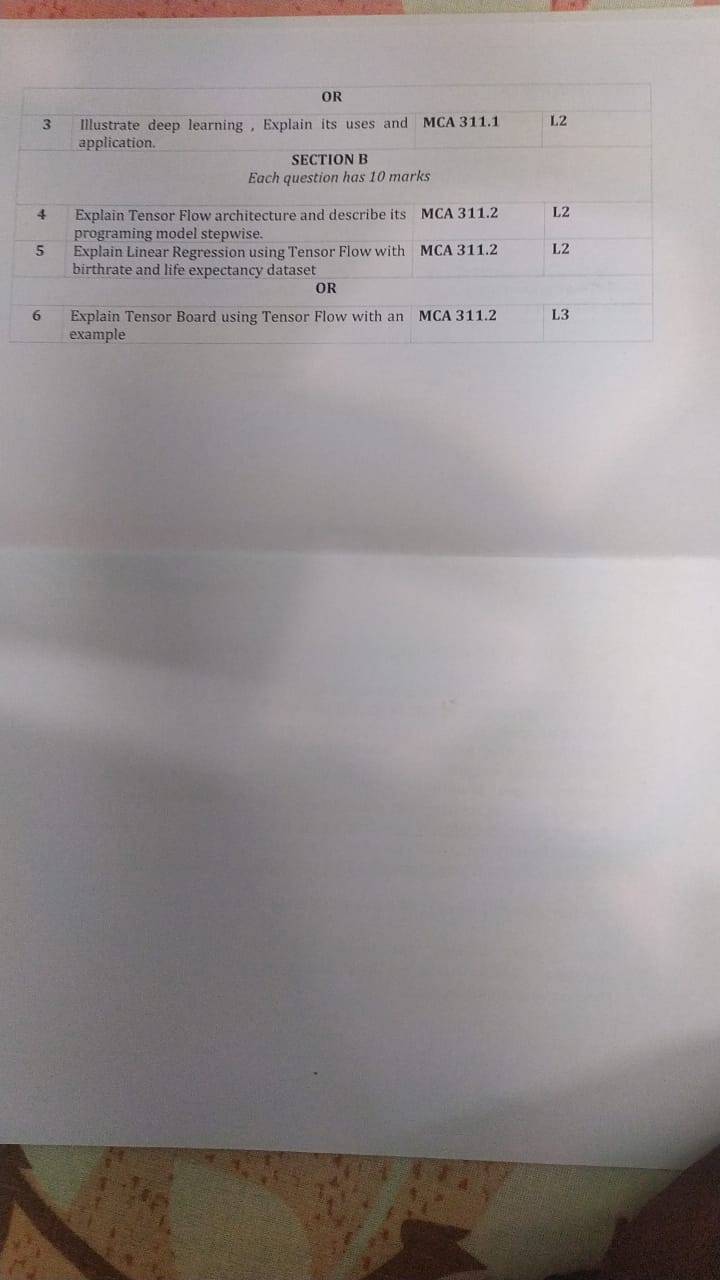 OR
3 Illustrate deep learning , Explain its uses and MCA 311.1 L2
application.
SECTION B
Each question has 10 marks
4 Explain Tensor Flow architecture and describe its MCA 311.2 L2
programing model stepwise.
5 Explain Linear Regression using Tensor Flow with MCA 311.2 L2
birthrate and life expectancy dataset
OR
6 Explain Tensor Board using Tensor Flow with an MCA 311.2 L3
example